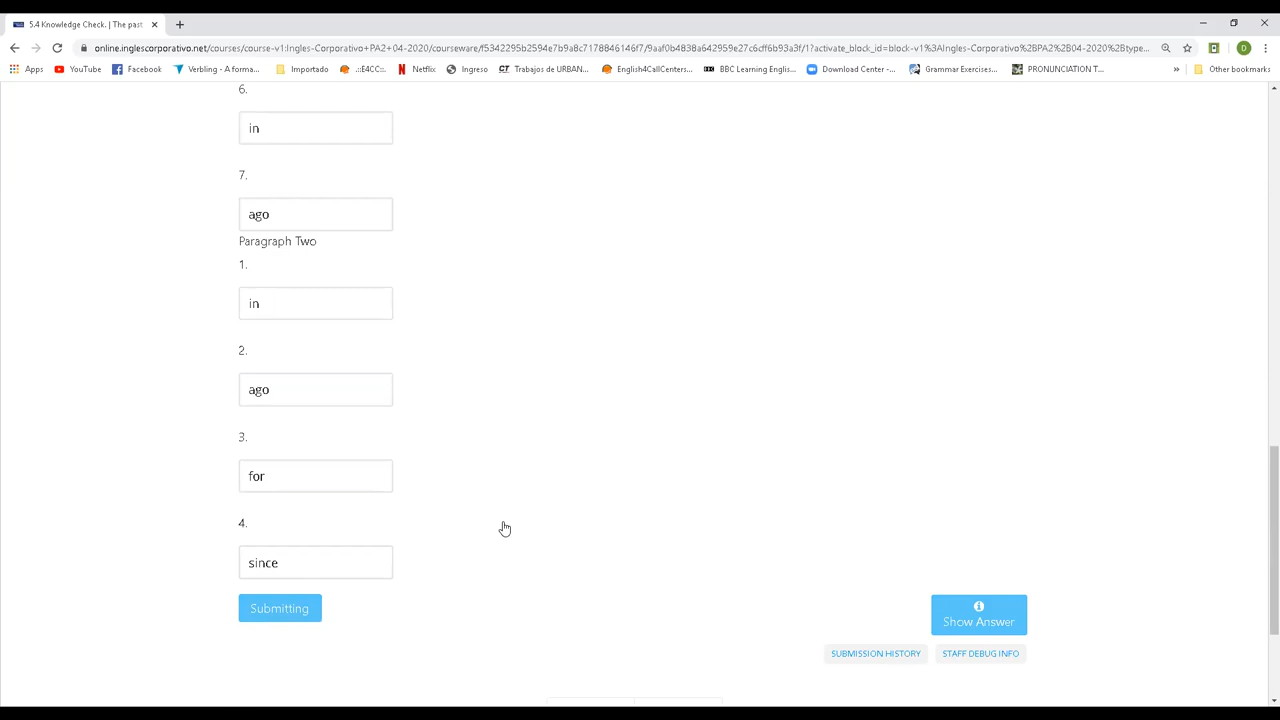 5.4 Knowledge Check. | The past
online.inglescorporativo.net/courses/course-v1:Ingles-Corporativo+PA2+04-2020/courseware/f5342295b2594e7b9a8c7178846146f7/9aaf0b4838a642959e27c6cff6b93a3f/1?activate_block_id=block-v1%3AIngles-Corporativo%2BPA2%2B04-2020%2Btype...
D
Apps YouTube Facebook Verbling - A forma... Importado .::E4CC::. Netflix Ingreso Trabajos de URBAN... English4CallCenters... BBC Learning Englis... Download Center -... Grammar Exercises... PRONUNCIATION T... » Other bookmarks
6.
in
7.
ago
Paragraph Two
1.
in
2.
ago
3.
for
4.
since
Submitting
Show Answer
SUBMISSION HISTORY STAFF DEBUG INFO